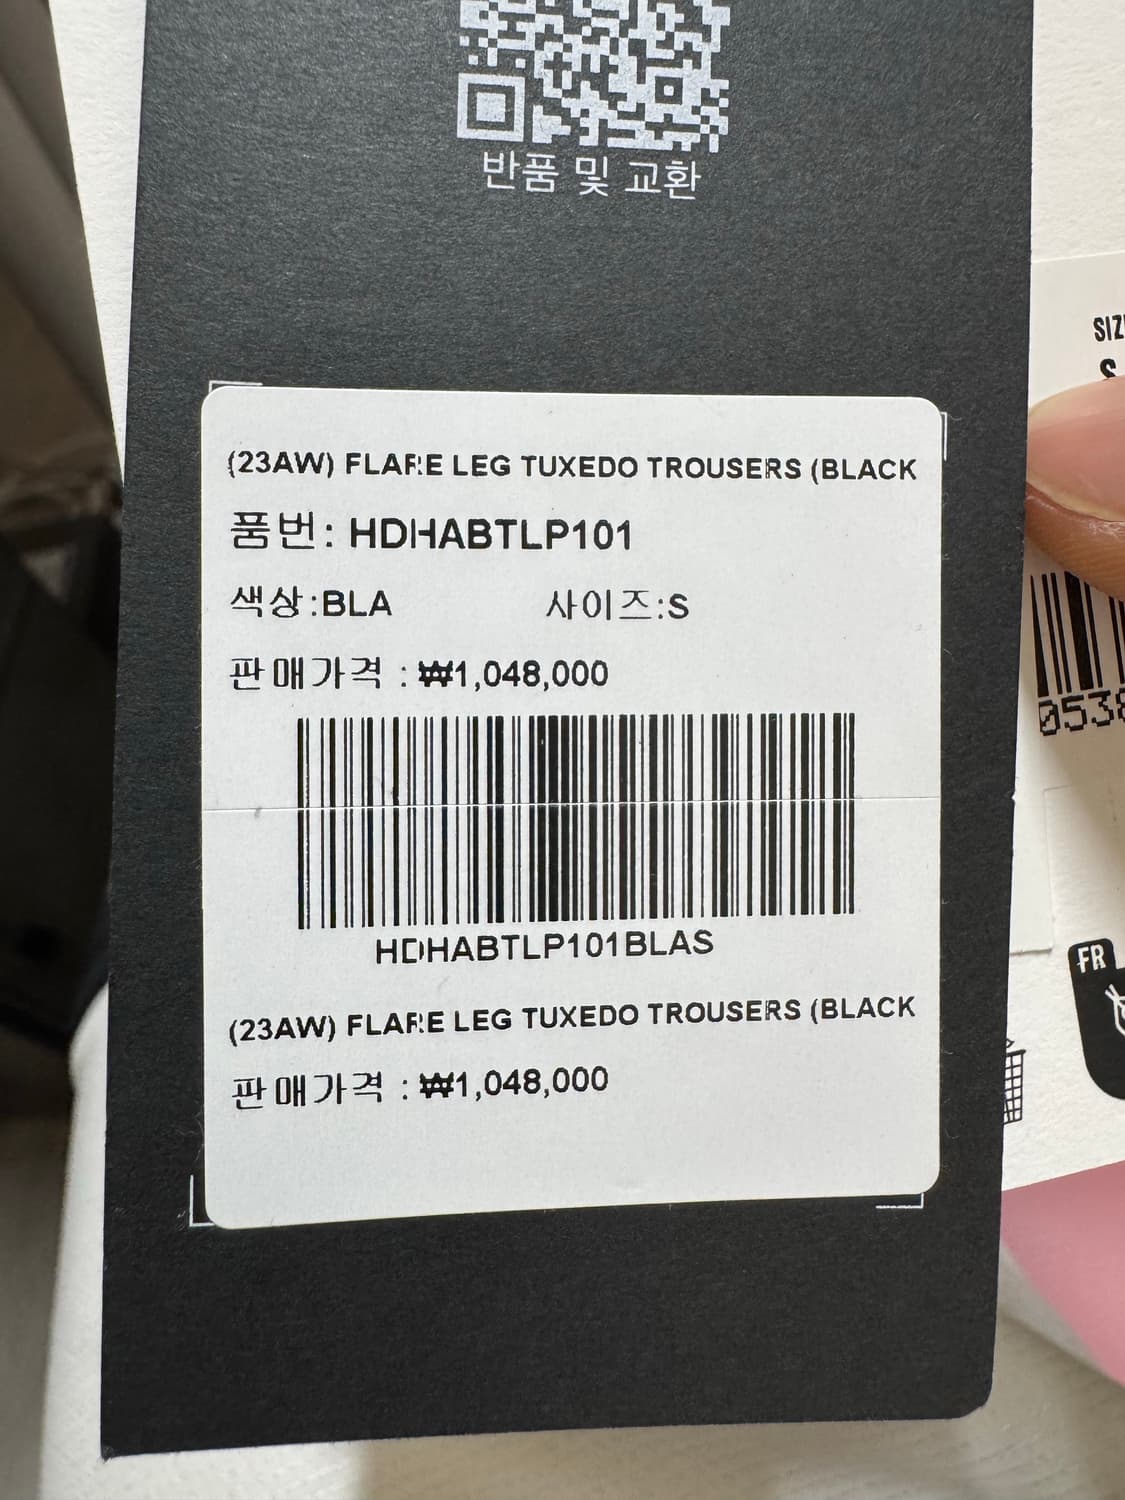 반품 및 교환
(23AW) FLARE LEG TUXEDO TROUSERS (BLACK
품번: HDHABTLP101
색상:BLA 사이즈:S
판매가격 : ₩1,048,000
HDHABTLP101BLAS
(23AW) FLARE LEG TUXEDO TROUSERS (BLACK
판매가격 : ₩1,048,000
S
FR